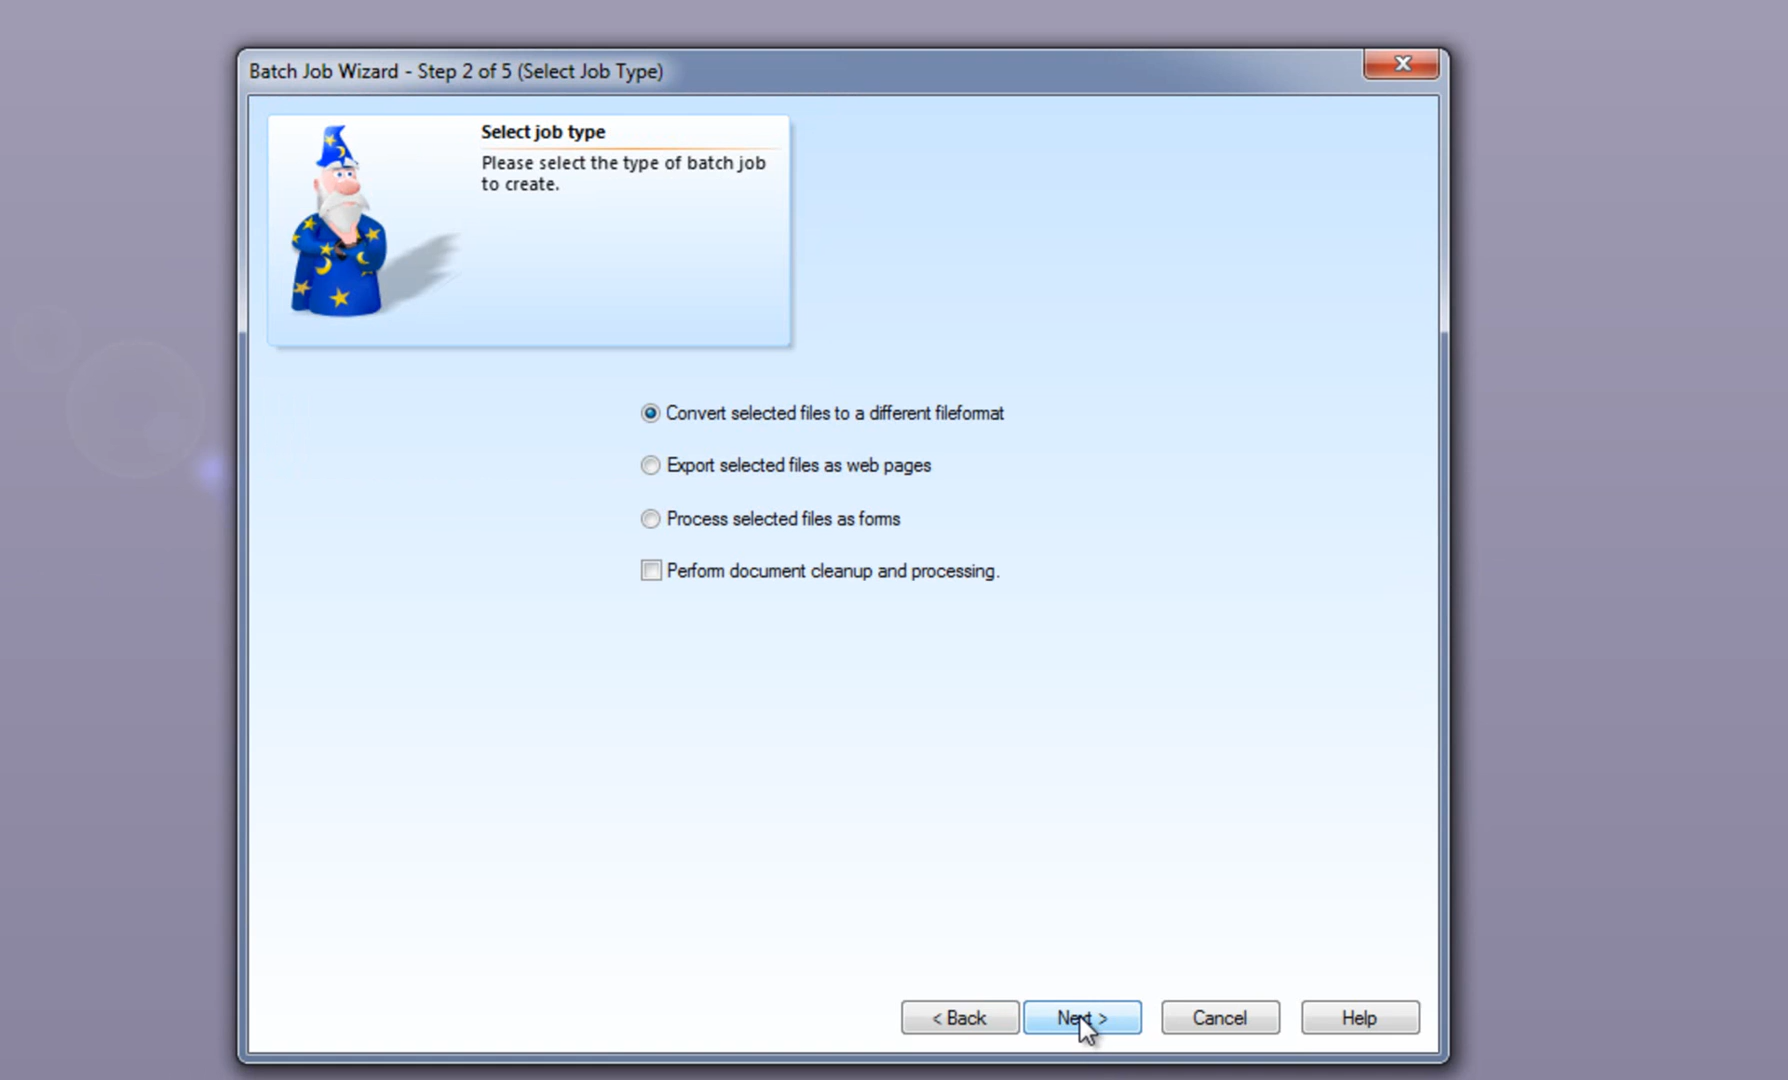 Batch Job Wizard - Step 2 of 5 (Select Job Type)
X
Select job type
Please select the type of batch job
to create.
Convert selected files to a different fileformat
Export selected files as web pages
Process selected files as forms
Perform document cleanup and processing.
< Back
Next >
Cancel
Help